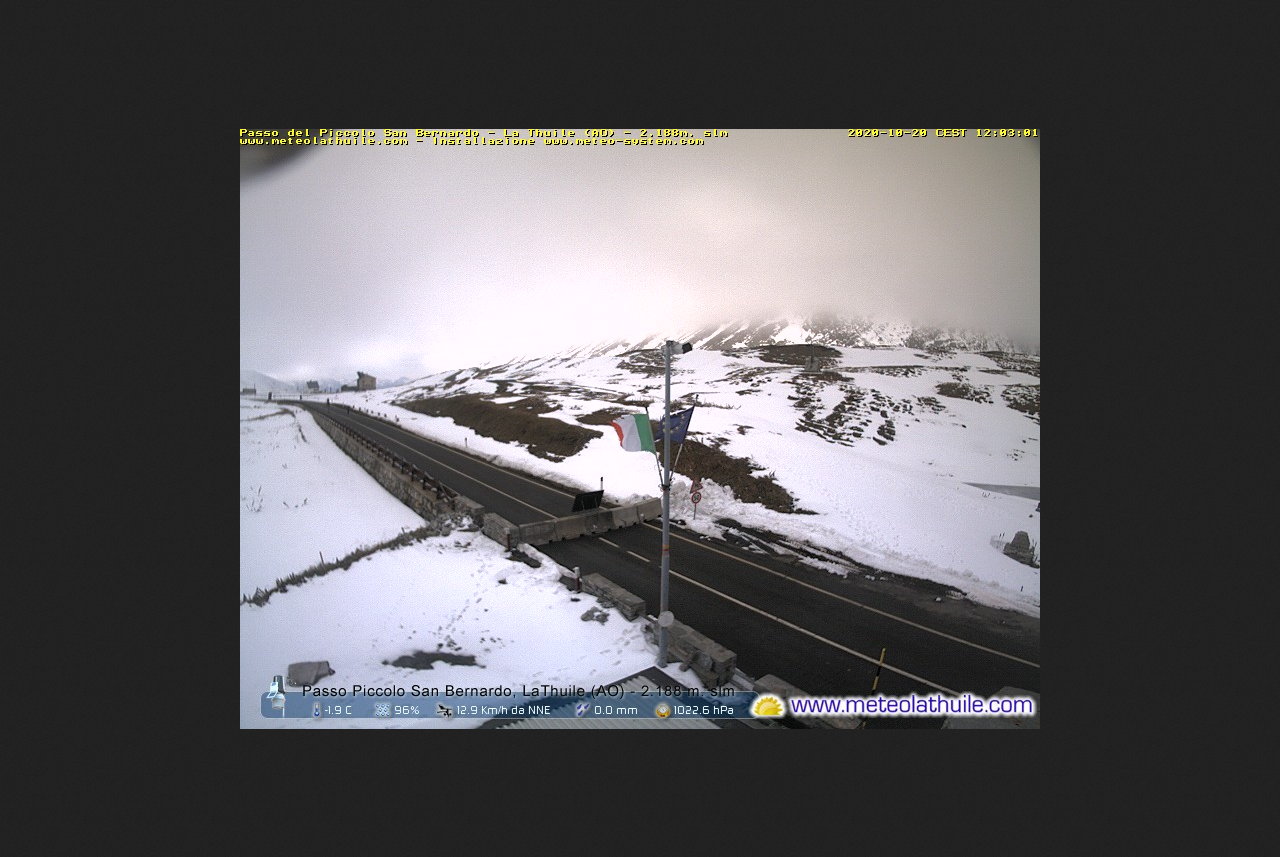 Passo del Piccolo San Bernardo - La Thuile (AO) - 2.188m. slm 2020-10-20 CEST 12:03:01
www.meteolathuile.com - Installazione www.meteo-system.com
Passo Piccolo San Bernardo, LaThuile (AO) - 2.188 m. slm
-1.9 C 96% 12.9 Km/h da NNE 0.0 mm 1022.6 hPa www.meteolathuile.com